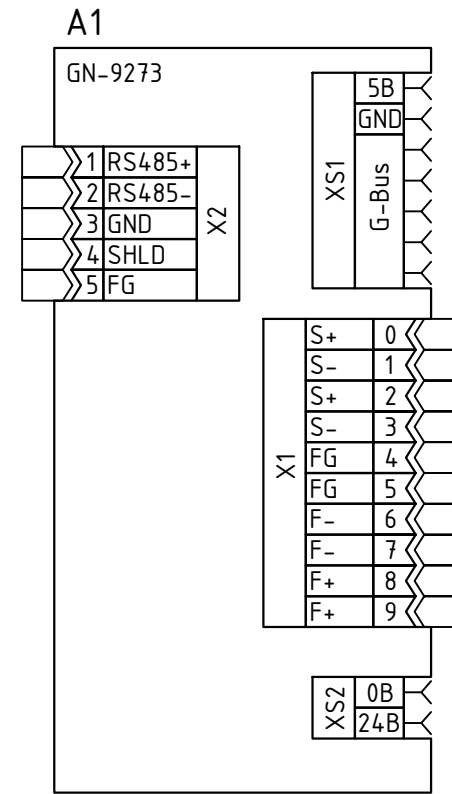 A1
GN-9273
1 RS485+
2 RS485-
3 GND
4 SHLD
5 FG
X2
XS1
5В
GND
G-Bus
X1
S+ 0
S- 1
S+ 2
S- 3
FG 4
FG 5
F- 6
F- 7
F+ 8
F+ 9
XS2
0В
24В